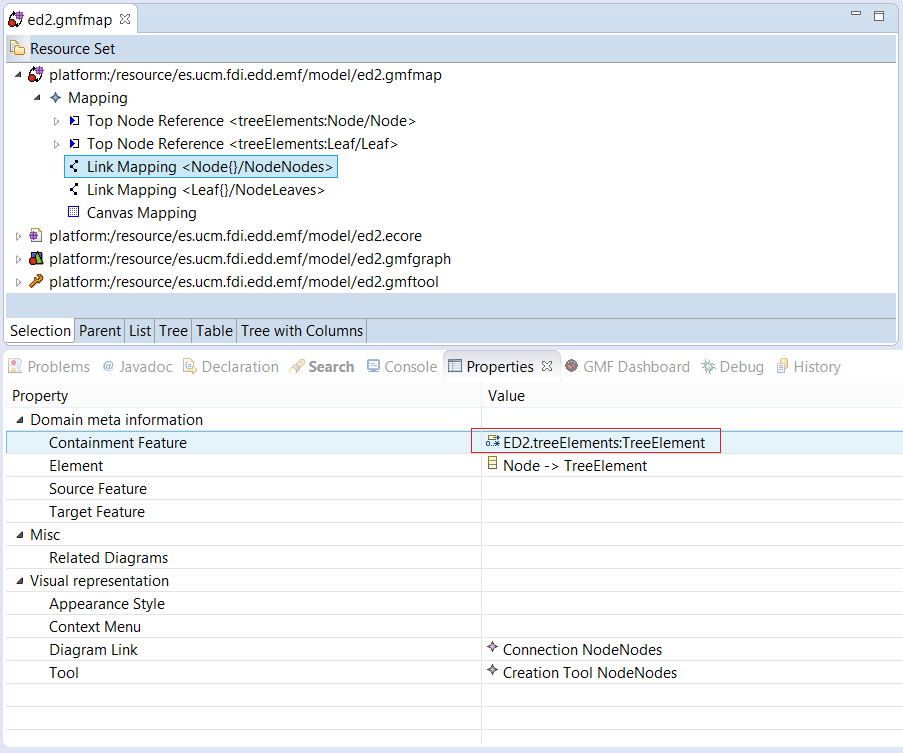 ed2.gmfmap
Resource Set
platform:/resource/es.ucm.fdi.edd.emf/model/ed2.gmfmap
Mapping
Top Node Reference <treeElements:Node/Node>
Top Node Reference <treeElements:Leaf/Leaf>
Link Mapping <Node{}/NodeNodes>
Link Mapping <Leaf{}/NodeLeaves>
Canvas Mapping
platform:/resource/es.ucm.fdi.edd.emf/model/ed2.ecore
platform:/resource/es.ucm.fdi.edd.emf/model/ed2.gmfgraph
platform:/resource/es.ucm.fdi.edd.emf/model/ed2.gmftool
Selection Parent List Tree Table Tree with Columns
Problems @ Javadoc Declaration Search Console Properties GMF Dashboard Debug History
Property Value
Domain meta information
Containment Feature 0..* ED2.treeElements:TreeElement
Element Node -> TreeElement
Source Feature
Target Feature
Misc
Related Diagrams
Visual representation
Appearance Style
Context Menu
Diagram Link Connection NodeNodes
Tool Creation Tool NodeNodes